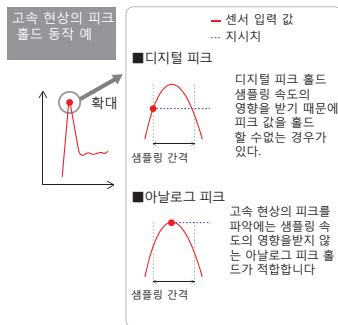 고속 현상의 피크
홀드 동작 예
확대
센서 입력 값
지시치
■디지털 피크
디지털 피크 홀드
샘플링 속도의
영향을 받기 때문에
피크 값을 홀드
할 수없는 경우가
있다.
샘플링 간격
■아날로그 피크
고속 현상의 피크를
파악에는 샘플링 속
도의 영향을받지 않
는 아날로그 피크 홀
드가 적합합니다
샘플링 간격